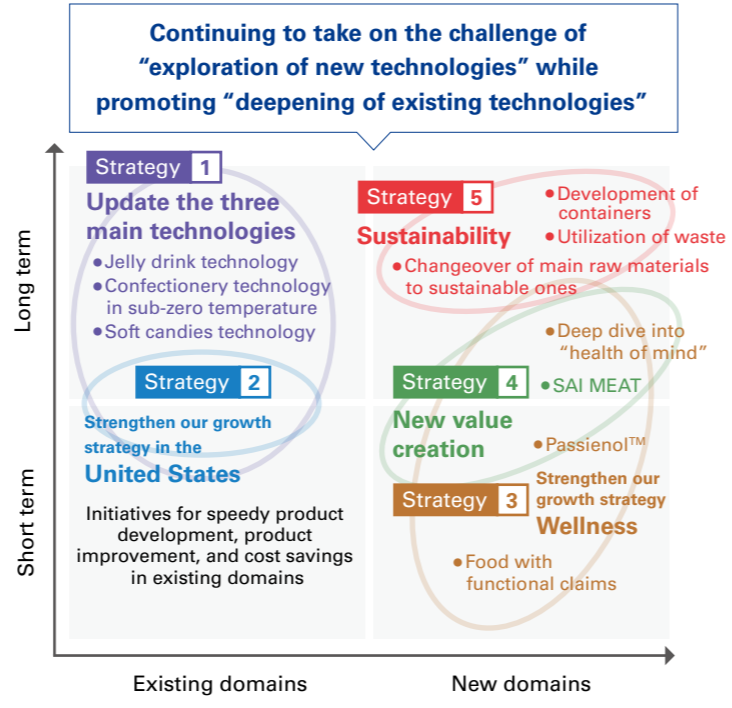 Continuing to take on the challenge of
“exploration of new technologies” while
promoting “deepening of existing technologies”
Long term
Short term
Strategy 1
Update the three
main technologies
•Jelly drink technology
•Confectionery technology
in sub-zero temperature
•Soft candies technology
Strategy 2
Strengthen our growth
strategy in the
United States
Initiatives for speedy product
development, product
improvement, and cost savings
in existing domains
Strategy 5
Sustainability
•Development of
containers
•Utilization of waste
•Changeover of main raw materials
to sustainable ones
•Deep dive into
“health of mind”
Strategy 4
•SAI MEAT
New value
creation
•Passienol™
Strategy 3
Strengthen our
growth strategy
Wellness
•Food with
functional claims
Existing domains
New domains